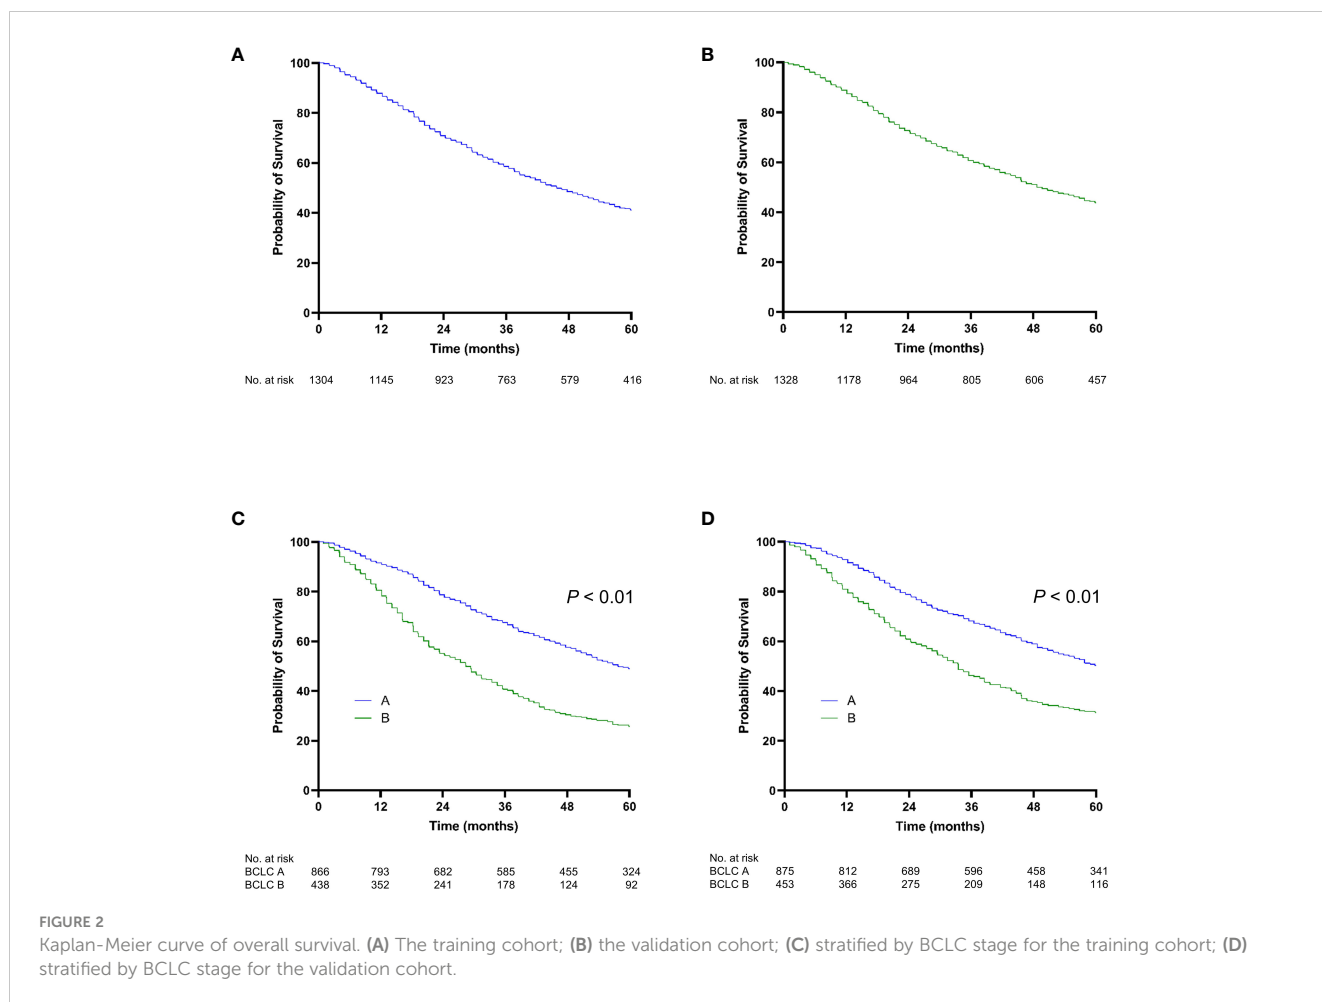 A
100
80
60
40
20
0
Probability of Survival
0 12 24 36 48 60
Time (months)
No. at risk 1304 1145 923 763 579 416
B
100
80
60
40
20
0
Probability of Survival
0 12 24 36 48 60
Time (months)
No. at risk 1328 1178 964 805 606 457
C
100
80
60
40
20
0
Probability of Survival
P < 0.01
A
B
0 12 24 36 48 60
Time (months)
No. at risk
BCLC A 866 793 682 585 455 324
BCLC B 438 352 241 178 124 92
D
100
80
60
40
20
0
Probability of Survival
P < 0.01
A
B
0 12 24 36 48 60
Time (months)
No. at risk
BCLC A 875 812 689 596 458 341
BCLC B 453 366 275 209 148 116
FIGURE 2
Kaplan-Meier curve of overall survival. (A) The training cohort; (B) the validation cohort; (C) stratified by BCLC stage for the training cohort; (D)
stratified by BCLC stage for the validation cohort.